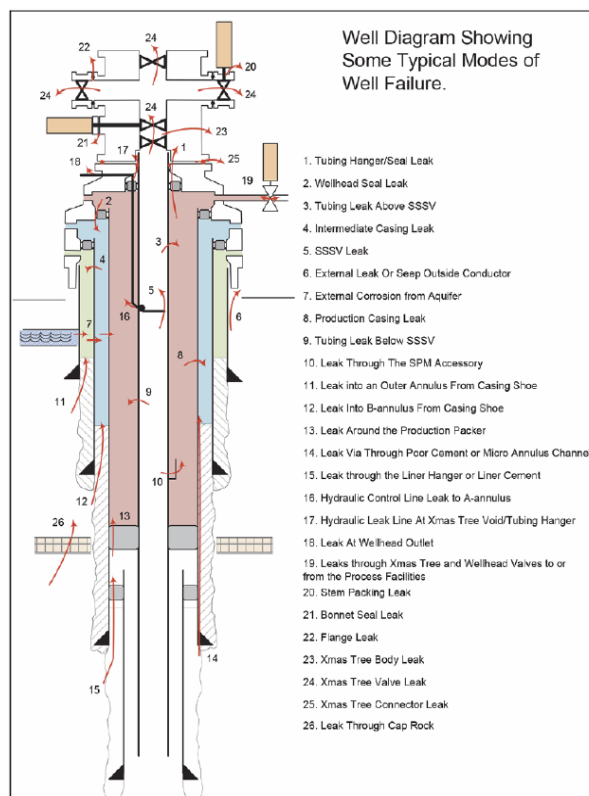 Well Diagram Showing
Some Typical Modes of
Well Failure.
1. Tubing Hanger/Seal Leak
2. Wellhead Seal Leak
3. Tubing Leak Above SSSV
4. Intermediate Casing Leak
5. SSSV Leak
6. External Leak Or Seep Outside Conductor
7. External Corrosion from Aquifer
8. Production Casing Leak
9. Tubing Leak Below SSSV
10. Leak Through The SPM Accessory
11. Leak into an Outer Annulus From Casing Shoe
12. Leak Into B-annulus From Casing Shoe
13. Leak Around the Production Packer
14. Leak Via Through Poor Cement or Micro Annulus Channel
15. Leak through the Liner Hanger or Liner Cement
16. Hydraulic Control Line Leak to A-annulus
17. Hydraulic Leak Line At Xmas Tree Void/Tubing Hanger
18. Leak At Wellhead Outlet
19. Leaks through Xmas Tree and Wellhead Valves to or
from the Process Facilities
20. Stem Packing Leak
21. Bonnet Seal Leak
22. Flange Leak
23. Xmas Tree Body Leak
24. Xmas Tree Valve Leak
25. Xmas Tree Connector Leak
26. Leak Through Cap Rock
24
22
20
24
24
24
23
21
17
1
25
18
19
2
3
4
5
6
7
16
8
11
9
10
12
13
26
14
15